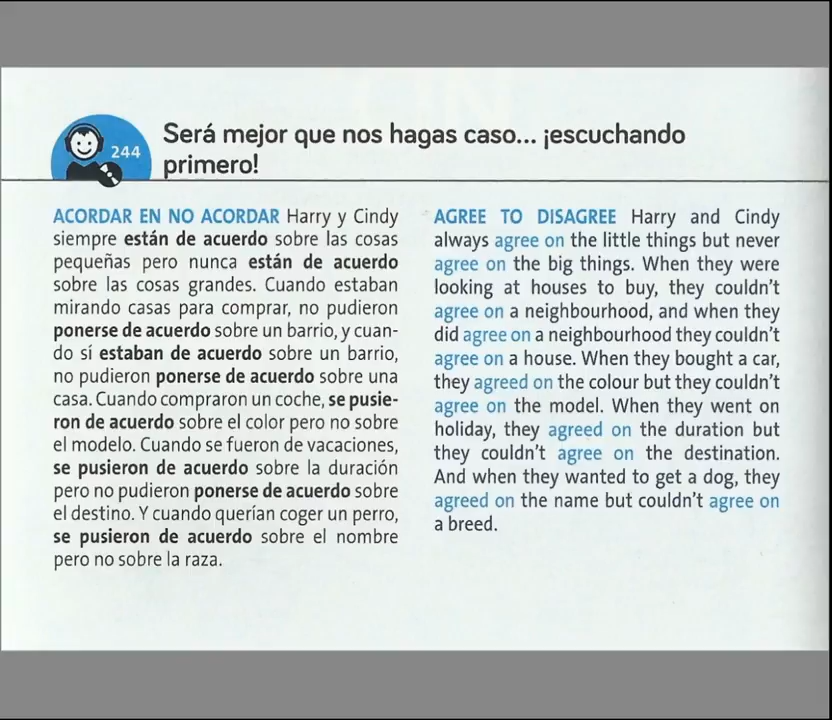 244
Será mejor que nos hagas caso... ¡escuchando
primero!
ACORDAR EN NO ACORDAR Harry y Cindy
siempre están de acuerdo sobre las cosas
pequeñas pero nunca están de acuerdo
sobre las cosas grandes. Cuando estaban
mirando casas para comprar, no pudieron
ponerse de acuerdo sobre un barrio, y cuan-
do sí estaban de acuerdo sobre un barrio,
no pudieron ponerse de acuerdo sobre una
casa. Cuando compraron un coche, se pusie-
ron de acuerdo sobre el color pero no sobre
el modelo. Cuando se fueron de vacaciones,
se pusieron de acuerdo sobre la duración
pero no pudieron ponerse de acuerdo sobre
el destino. Y cuando querían coger un perro,
se pusieron de acuerdo sobre el nombre
pero no sobre la raza.
AGREE TO DISAGREE Harry and Cindy
always agree on the little things but never
agree on the big things. When they were
looking at houses to buy, they couldn't
agree on a neighbourhood, and when they
did agree on a neighbourhood they couldn't
agree on a house. When they bought a car,
they agreed on the colour but they couldn't
agree on the model. When they went on
holiday, they agreed on the duration but
they couldn't agree on the destination.
And when they wanted to get a dog, they
agreed on the name but couldn't agree on
a breed.